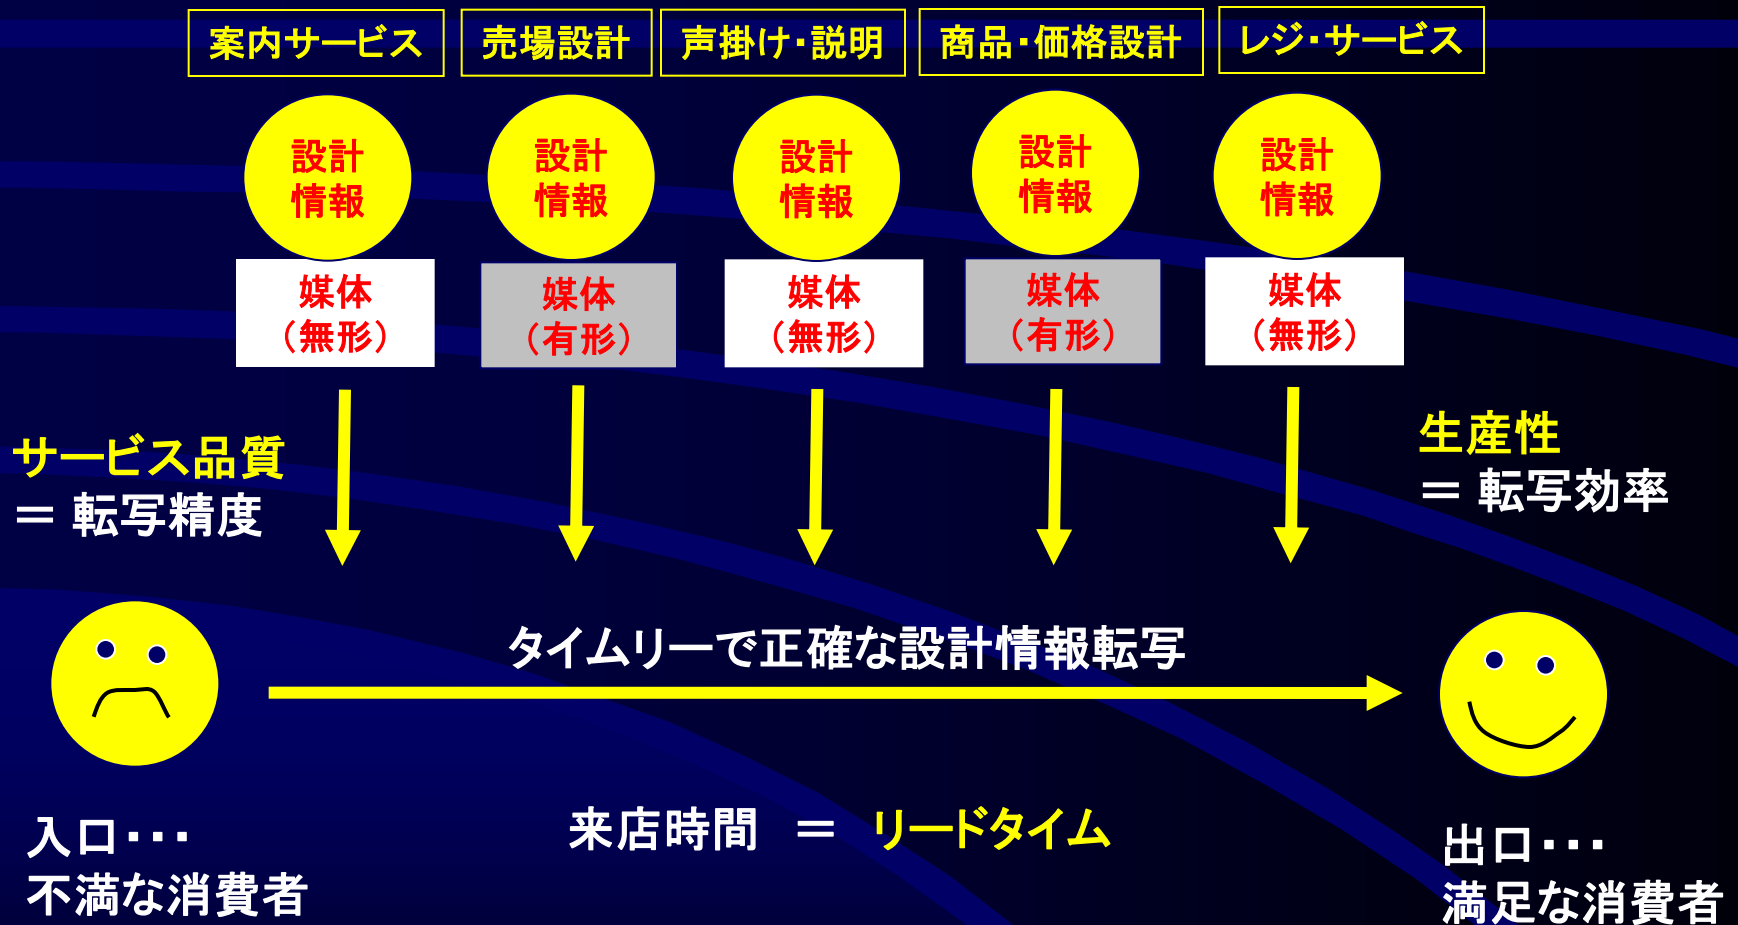 案内サービス
売場設計
声掛け・説明
商品・価格設計
レジ・サービス
設計
情報
設計
情報
設計
情報
設計
情報
設計
情報
媒体
（無形）
媒体
（有形）
媒体
（無形）
媒体
（有形）
媒体
（無形）
サービス品質
＝ 転写精度
生産性
＝ 転写効率
タイムリーで正確な設計情報転写
来店時間 ＝ リードタイム
入口・・・
不満な消費者
出口・・・
満足な消費者